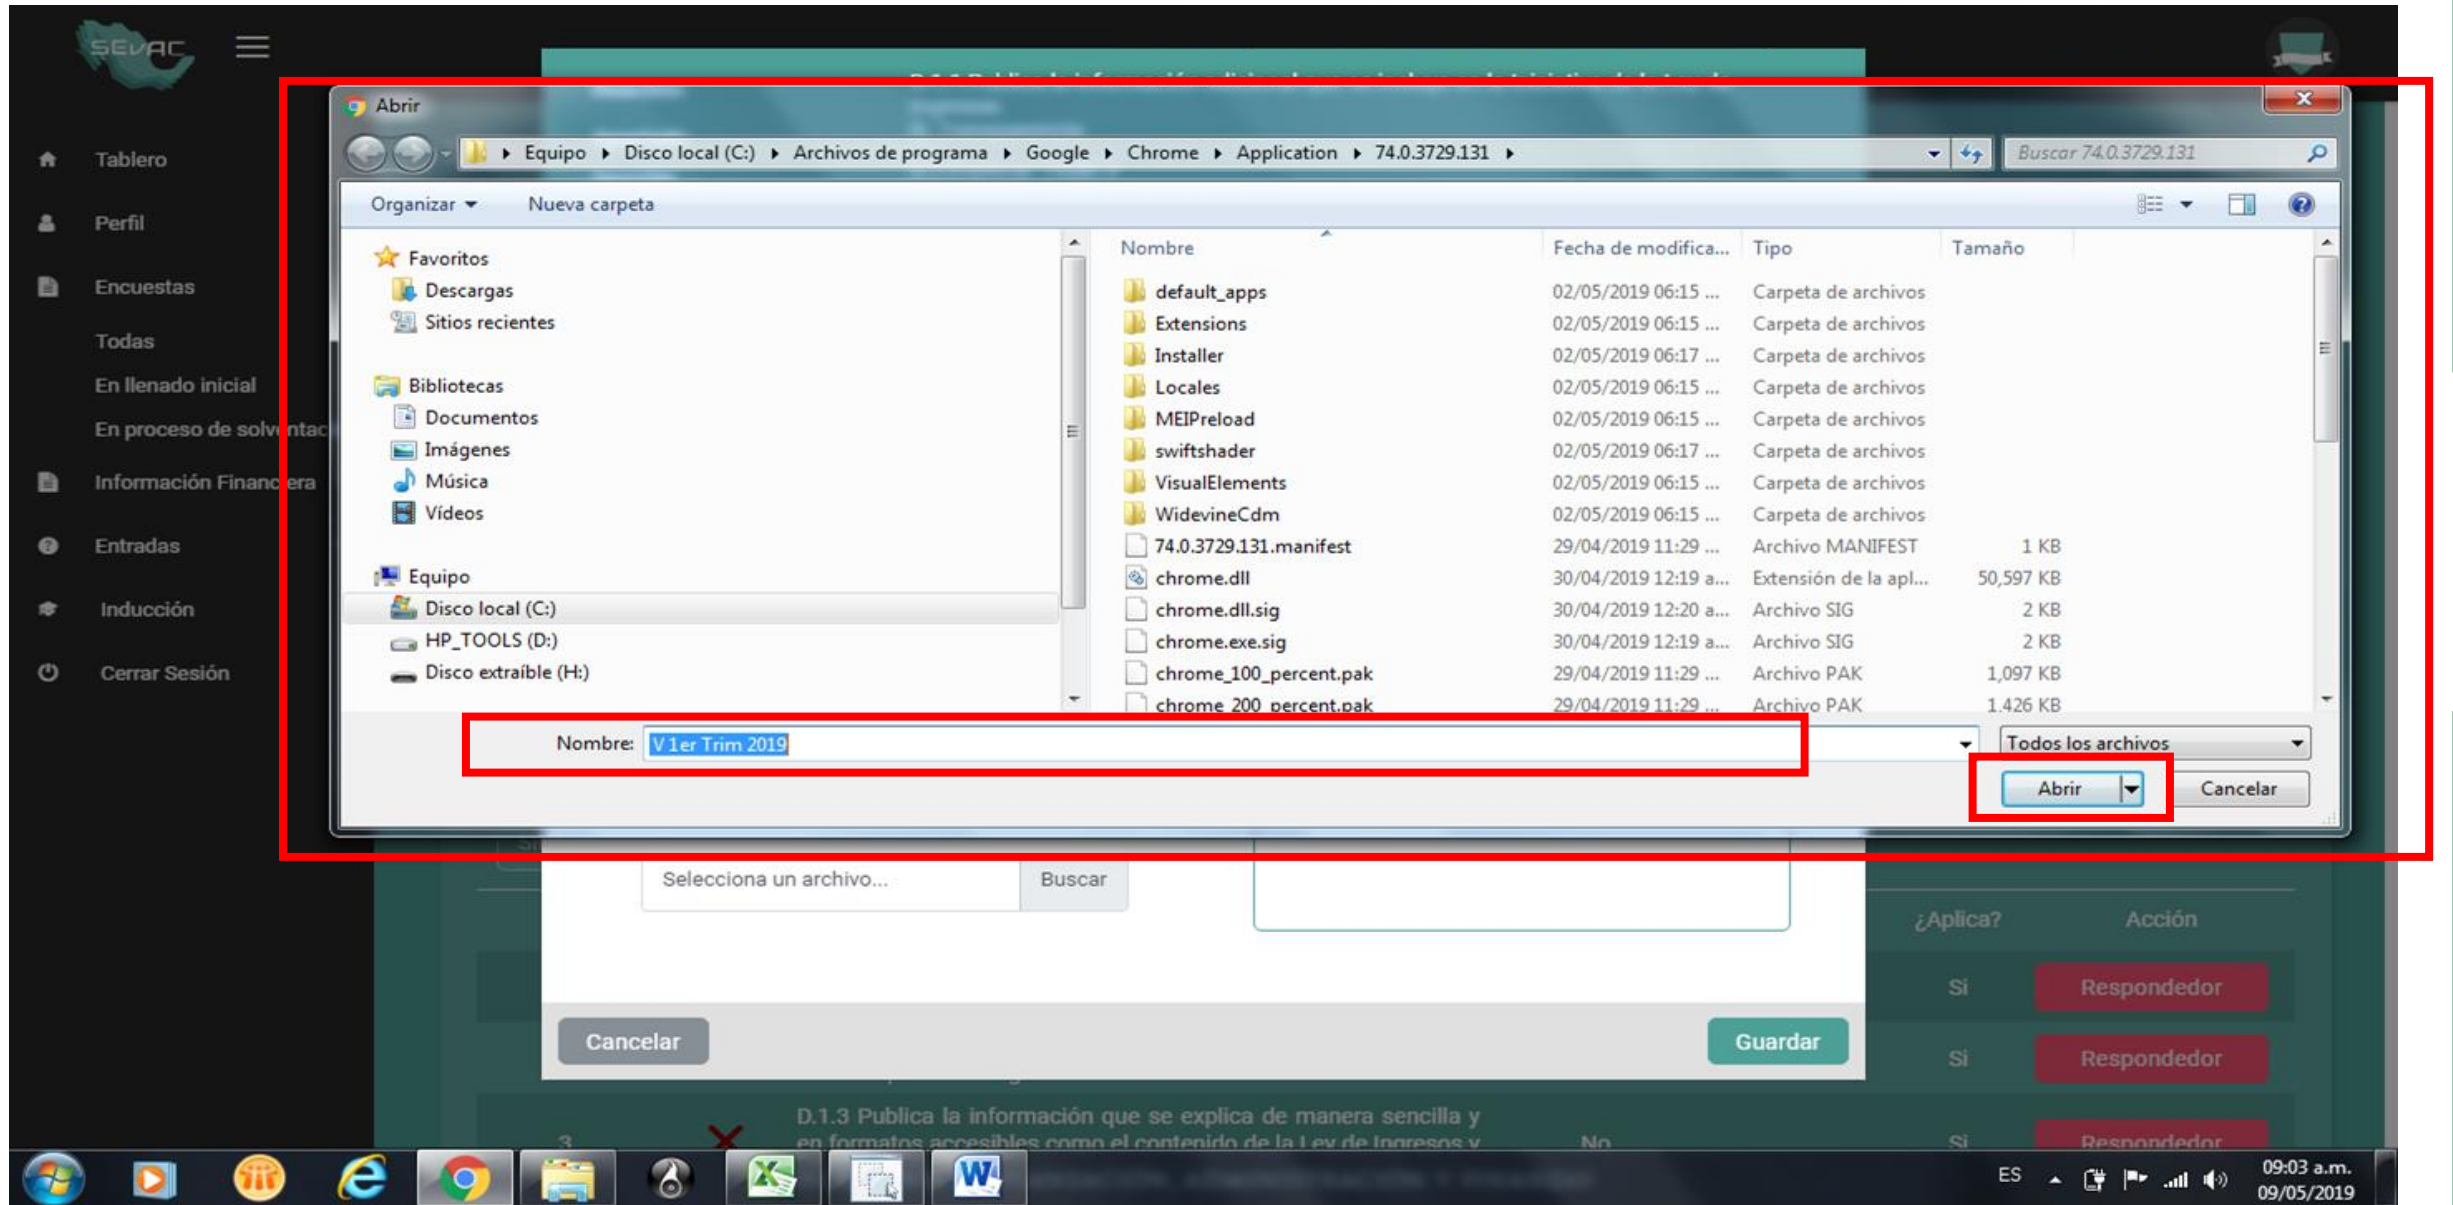 SEVAC
Tablero
Perfil
Encuestas
Todas
En llenado inicial
En proceso de solventac
Información Financiera
Entradas
Inducción
Cerrar Sesión
Abrir
Equipo
Disco local (C:)
Archivos de programa
Google
Chrome
Application
74.0.3729.131
Buscar 74.0.3729.131
Organizar
Nueva carpeta
Favoritos
Descargas
Sitios recientes
Bibliotecas
Documentos
Imágenes
Música
Vídeos
Equipo
Disco local (C:)
HP_TOOLS (D:)
Disco extraíble (H:)
Nombre Fecha de modifica... Tipo Tamaño
default_apps 02/05/2019 06:15 ... Carpeta de archivos
Extensions 02/05/2019 06:15 ... Carpeta de archivos
Installer 02/05/2019 06:17 ... Carpeta de archivos
Locales 02/05/2019 06:15 ... Carpeta de archivos
MEIPreload 02/05/2019 06:15 ... Carpeta de archivos
swiftshader 02/05/2019 06:17 ... Carpeta de archivos
VisualElements 02/05/2019 06:15 ... Carpeta de archivos
WidevineCdm 02/05/2019 06:15 ... Carpeta de archivos
74.0.3729.131.manifest 29/04/2019 11:29 ... Archivo MANIFEST 1 KB
chrome.dll 30/04/2019 12:19 a... Extensión de la apl... 50,597 KB
chrome.dll.sig 30/04/2019 12:20 a... Archivo SIG 2 KB
chrome.exe.sig 30/04/2019 12:19 a... Archivo SIG 2 KB
chrome_100_percent.pak 29/04/2019 11:29 ... Archivo PAK 1,097 KB
chrome_200_percent.pak 29/04/2019 11:29 ... Archivo PAK 1.426 KB
Nombre: V 1er Trim 2019
Todos los archivos
Abrir
Cancelar
Selecciona un archivo...
Buscar
¿Aplica? Acción
Si Respondedor
Cancelar
Guardar
Si Respondedor
D.1.3 Publica la información que se explica de manera sencilla y
3 en formatos accesibles como el contenido de la Ley de Ingresos y No Si Respondedor
ES
09:03 a.m.
09/05/2019